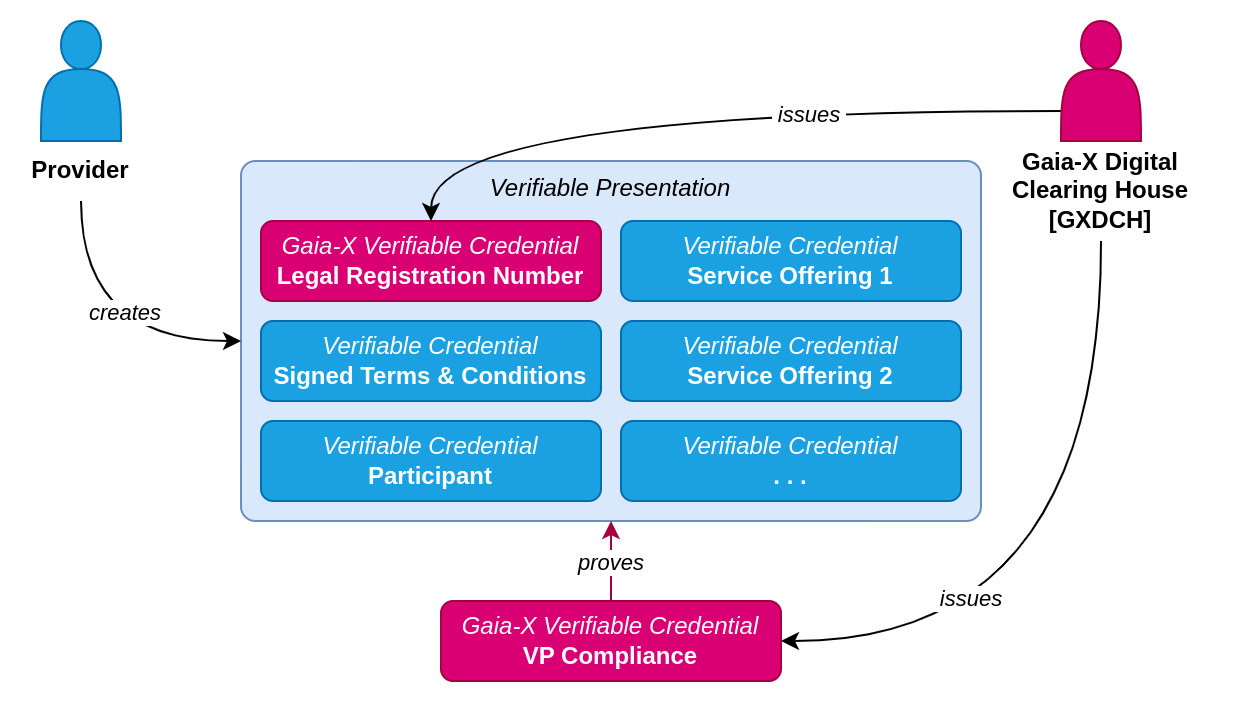 Provider
issues
Gaia-X Digital
Clearing House
[GXDCH]
Verifiable Presentation
Gaia-X Verifiable Credential
Legal Registration Number
Verifiable Credential
Service Offering 1
creates
Verifiable Credential
Signed Terms & Conditions
Verifiable Credential
Service Offering 2
Verifiable Credential
Participant
Verifiable Credential
. . .
proves
issues
Gaia-X Verifiable Credential
VP Compliance